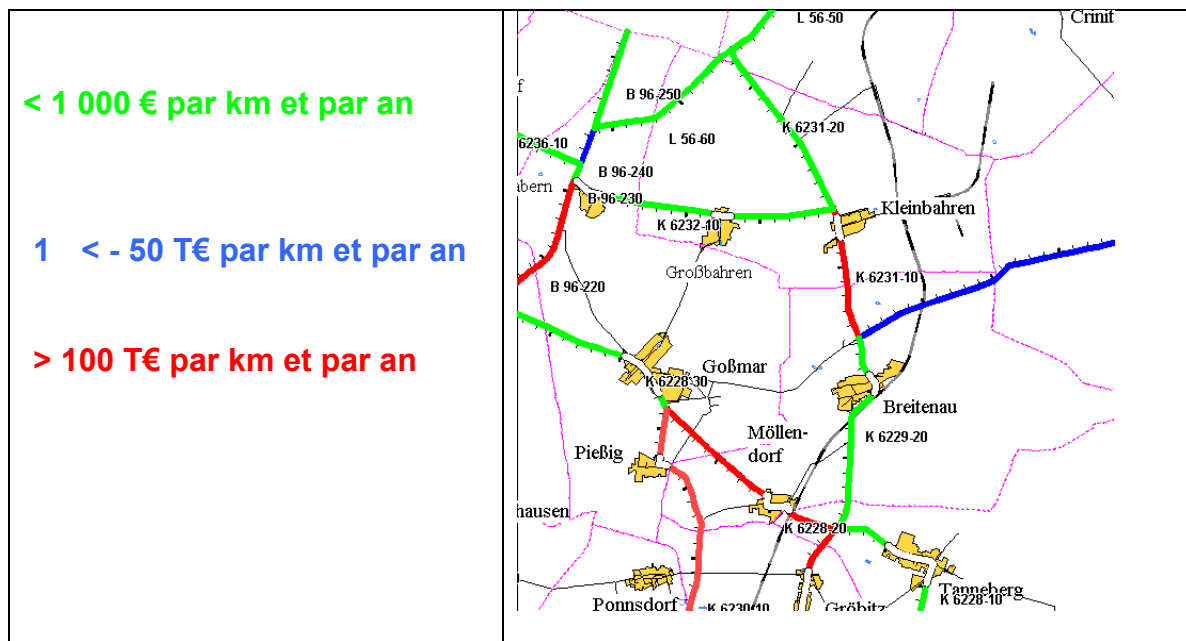 < 1 000 € par km et par an
1 < - 50 T€ par km et par an
> 100 T€ par km et par an
L 56-50
Crinit
f
B 96-250
K 6231-20
L 56-60
6236-10
B 96-240
abern
B 96-230
K 6232-10
Kleinbahren
Großbahren
K 6231-10
B 96-220
Goßmar
K 6228-30
Breitenau
Möllen-
dorf
K 6229-20
Pießig
hausen
K 6228-20
Tanneberg
K 6228-10
Ponnsdorf
K 6230-10
Gröbitz